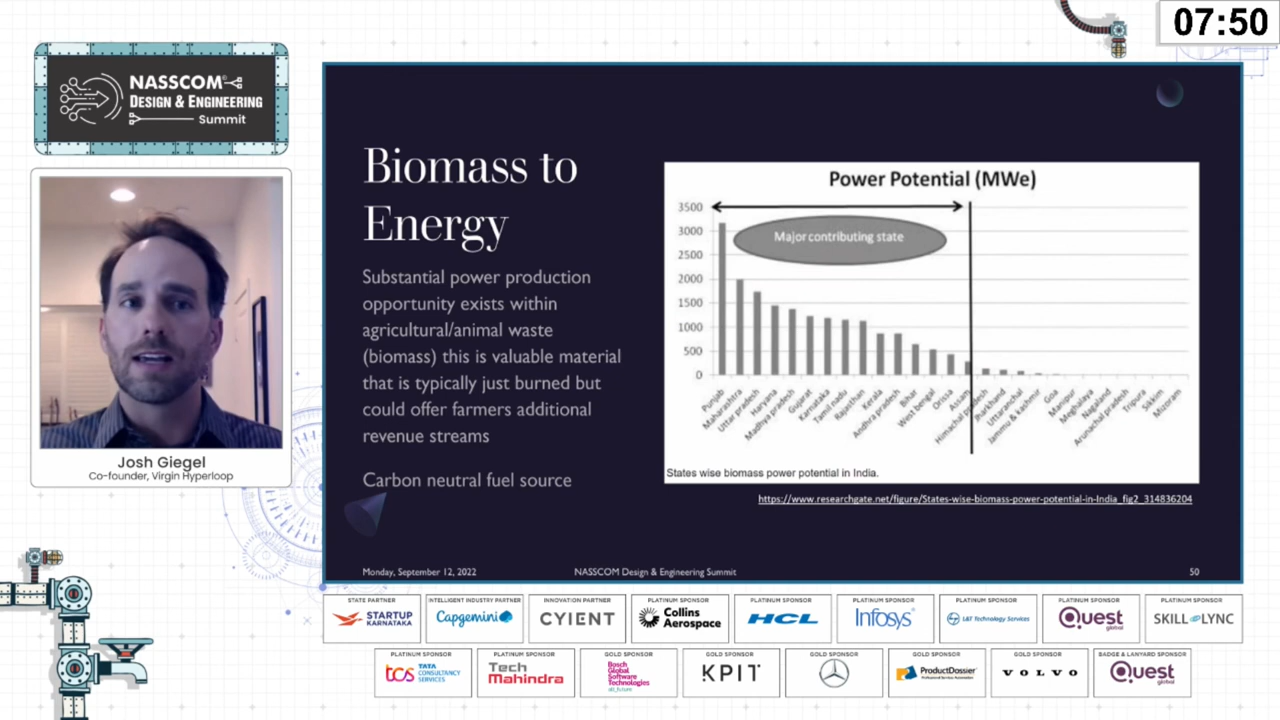 07:50
NASSCOM®
DESIGN & ENGINEERING
Summit
Josh Giegel
Co-founder, Virgin Hyperloop
Biomass to
Energy
Substantial power production
opportunity exists within
agricultural/animal waste
(biomass) this is valuable material
that is typically just burned but
could offer farmers additional
revenue streams
Carbon neutral fuel source
Power Potential (MWe)
Major contributing state
3500
3000
2500
2000
1500
1000
500
0
Punjab
Maharashtra
Uttar pradesh
Haryana
Madhya pradesh
Gujarat
Karnataka
Tamil nadu
Rajasthan
Kerala
Andhra pradesh
Bihar
West bengal
Orissa
Assam
Himachal pradesh
Jharkhand
Uttaranchal
Jammu & kashmir
Goa
Manipur
Meghalaya
Nagaland
Arunachal pradesh
Tripura
Sikkim
Mizoram
States wise biomass power potential in India.
https://www.researchgate.net/figure/States-wise-biomass-power-potential-in-India_fig2_314836204
Monday, September 12, 2022
NASSCOM Design & Engineering Summit
50
STATE PARTNER
STARTUP
KARNATAKA
INTELLIGENT INDUSTRY PARTNER
Capgemini
INNOVATION PARTNER
CYIENT
PLATINUM SPONSOR
Collins
Aerospace
PLATINUM SPONSOR
HCL
PLATINUM SPONSOR
Infosys®
PLATINUM SPONSOR
L&T Technology Services
PLATINUM SPONSOR
Quest
global
PLATINUM SPONSOR
SKILL LYNC
PLATINUM SPONSOR
tcs TATA
CONSULTANCY
SERVICES
PLATINUM SPONSOR
Tech
Mahindra
GOLD SPONSOR
Bosch
Global
Software
Technologies
GOLD SPONSOR
KPIT
GOLD SPONSOR
GOLD SPONSOR
ProductDossier
Professional Services Automation
GOLD SPONSOR
VOLVO
BADGE & LANYARD SPONSOR
Quest
global